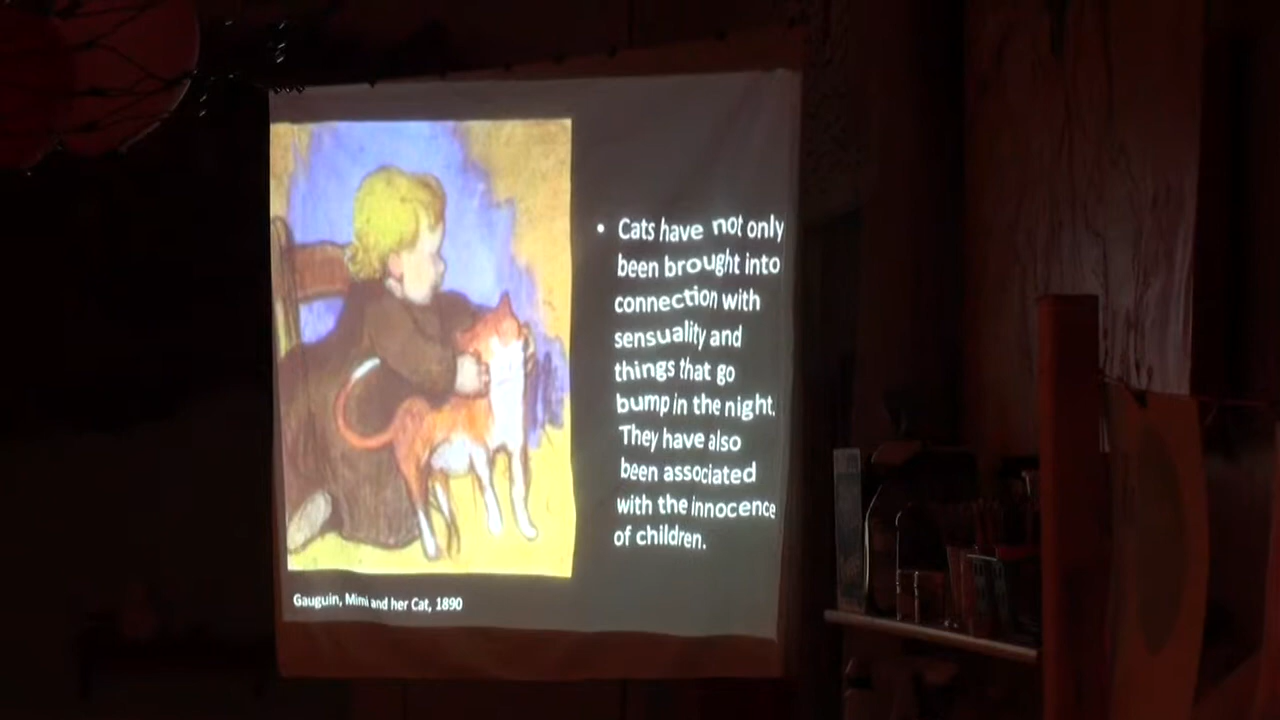 • Cats have not only
been brought into
connection with
sensuality and
things that go
bump in the night.
They have also
been associated
with the innocence
of children.
Gauguin, Mimi and her Cat, 1890